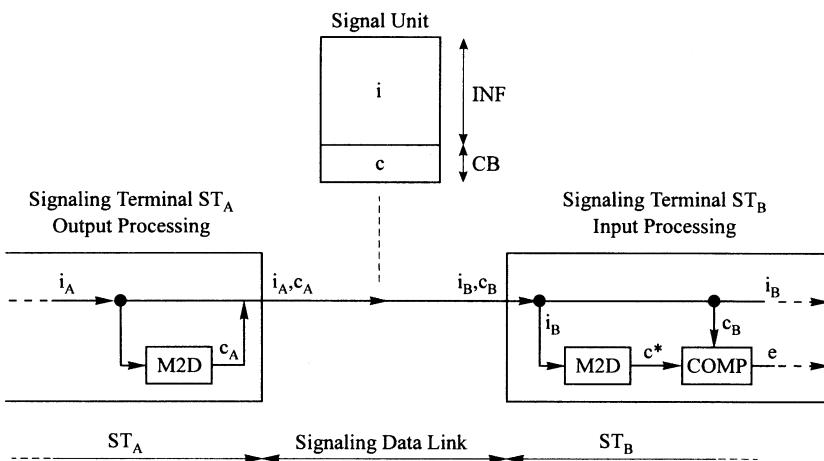 Signal Unit
i
INF
c
CB
Signaling Terminal ST_A
Output Processing
Signaling Terminal ST_B
Input Processing
i_A
i_A,c_A
i_B,c_B
i_B
i_B
c_B
c_A
M2D
M2D
c*
COMP
e
ST_A
Signaling Data Link
ST_B